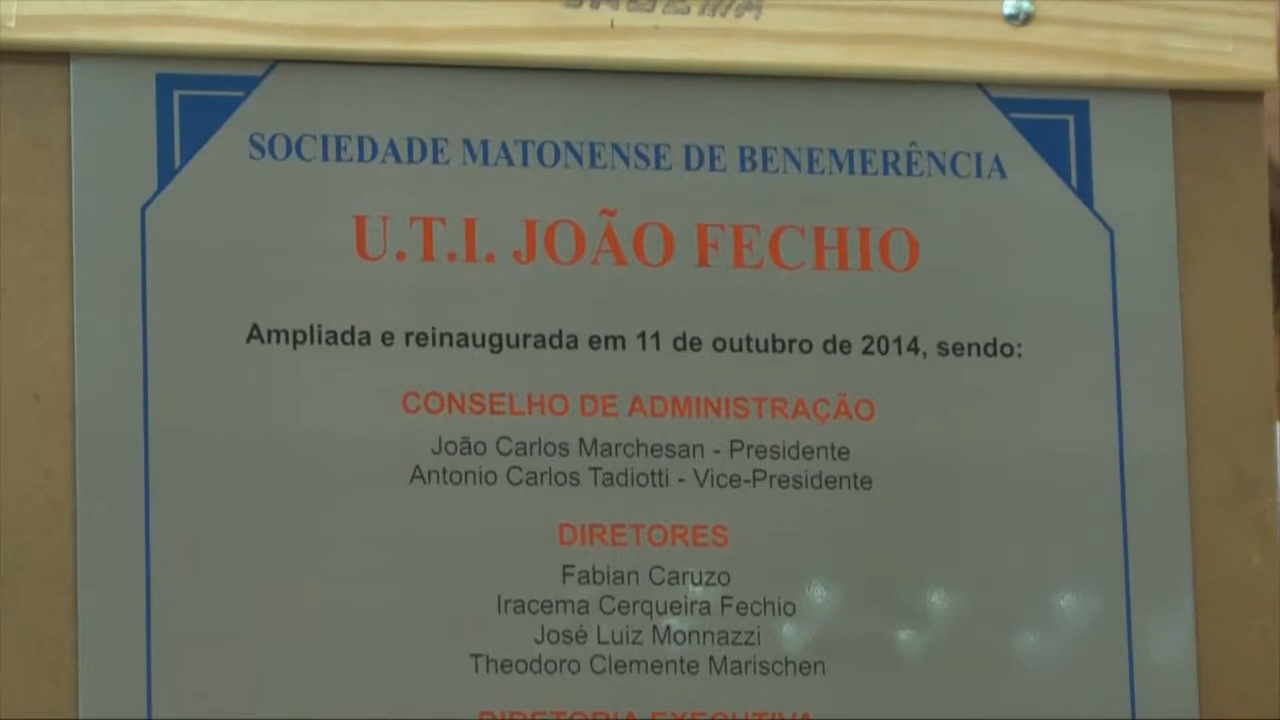 SOCIEDADE MATONENSE DE BENEMERÊNCIA
U.T.I. JOÃO FECHIO
Ampliada e reinaugurada em 11 de outubro de 2014, sendo:
CONSELHO DE ADMINISTRAÇÃO
João Carlos Marchesan - Presidente
Antonio Carlos Tadiotti - Vice-Presidente
DIRETORES
Fabian Caruzo
Iracema Cerqueira Fechio
José Luiz Monnazzi
Theodoro Clemente Marischen
DIRETORIA EXECUTIVA